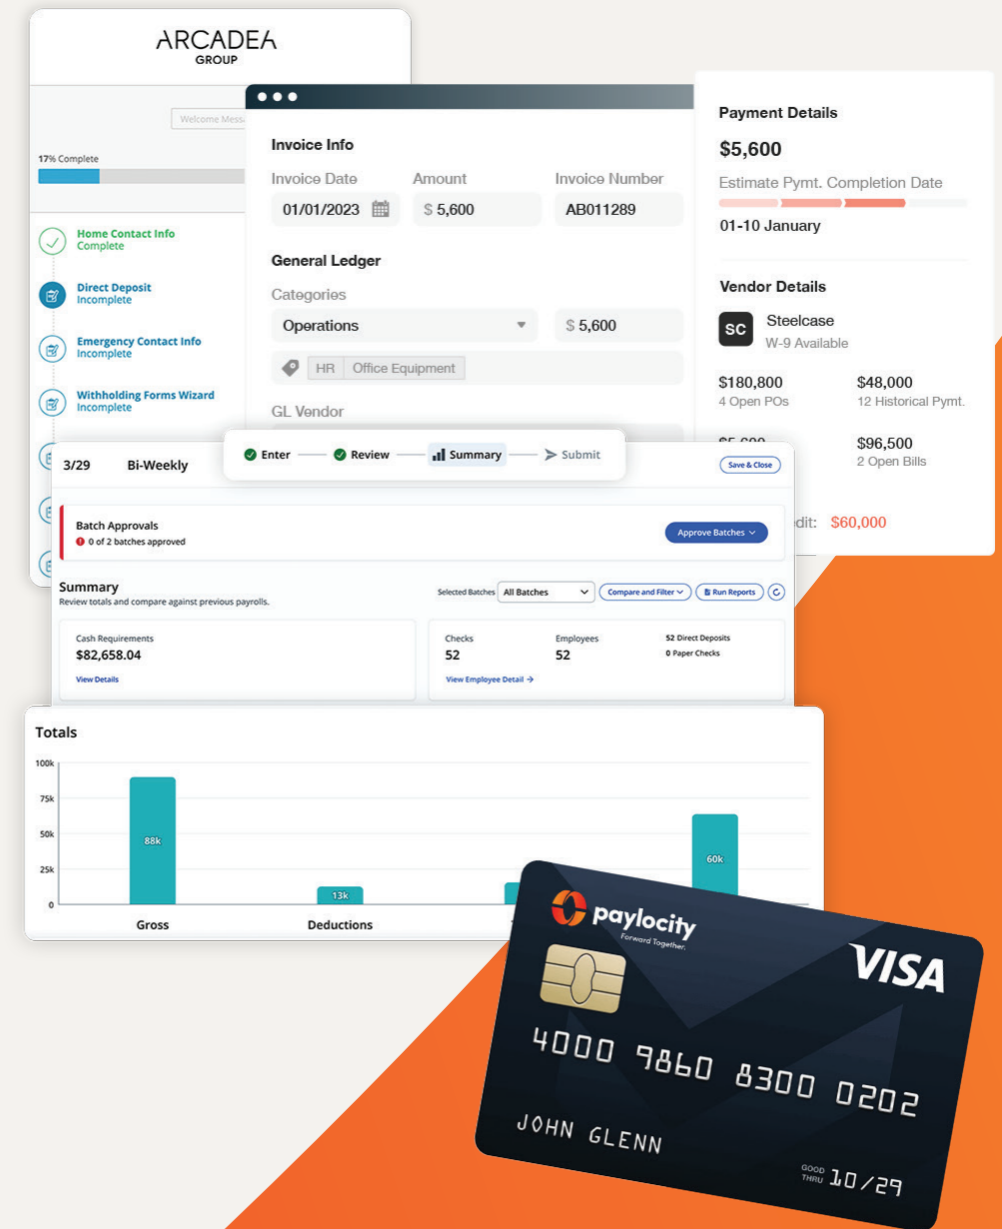 ARCADEA
GROUP
17% Complete
Home Contact Info
Complete
Direct Deposit
Incomplete
Emergency Contact Info
Incomplete
Withholding Forms Wizard
Incomplete
Invoice Info
Invoice Date Amount Invoice Number
01/01/2023 $ 5,600 AB011289
General Ledger
Categories
Operations $ 5,600
HR Office Equipment
GL Vendor
Payment Details
$5,600
Estimate Pymt. Completion Date
01-10 January
Vendor Details
SC Steelcase
W-9 Available
$180,800 $48,000
4 Open POs 12 Historical Pymt.
$96,500
2 Open Bills
$60,000
Enter Review Summary Submit
3/29 Bi-Weekly Save & Close
Batch Approvals
0 of 2 batches approved
Approve Batches
Summary
Review totals and compare against previous payrolls.
Selected Batches All Batches Compare and Filter Run Reports
Cash Requirements
$82,658.04
View Details
Checks Employees 52 Direct Deposits
52 52 0 Paper Checks
View Employee Detail
Totals
100k
75k
50k
25k
0
88k
13k
60k
Gross Deductions
paylocity
Forward Together.
VISA
4000 9860 8300 0202
JOHN GLENN
GOOD THRU 10/29